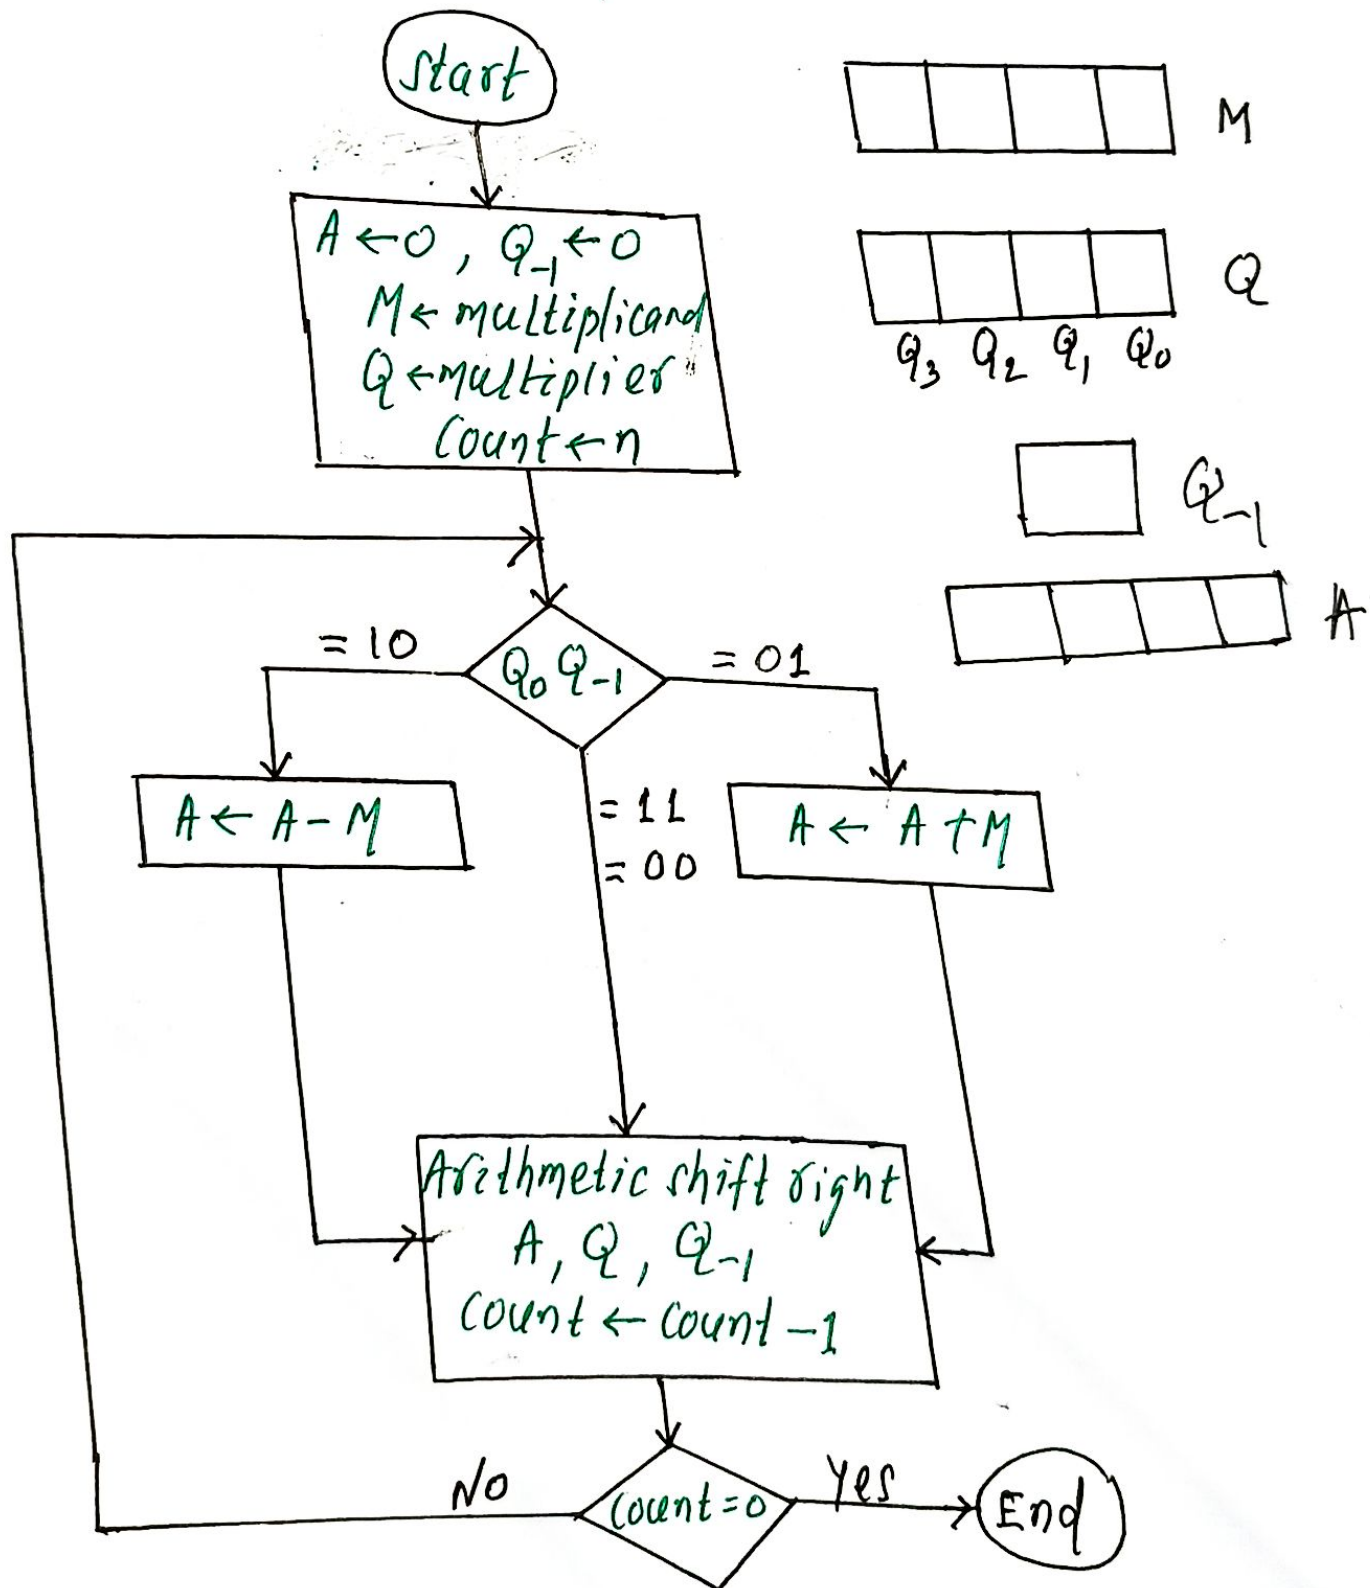 Start
A ← 0 , Q₋₁ ← 0
M ← multiplicand
Q ← multiplier
Count ← n
M
Q
Q₃ Q₂ Q₁ Q₀
Q₋₁
A
= 10
Q₀ Q₋₁
= 01
A ← A - M
= 11
= 00
A ← A + M
Arithmetic shift right
A, Q, Q₋₁
Count ← Count - 1
NO
Count = 0
Yes
End